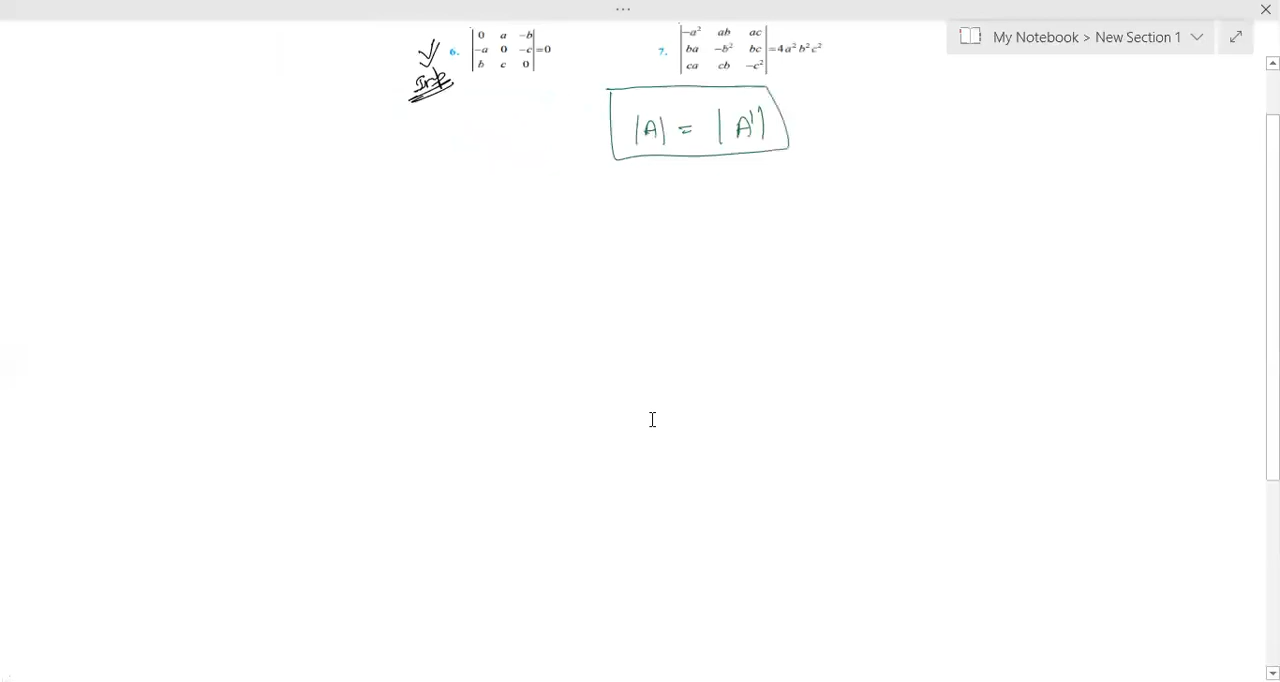 ...
My Notebook > New Section 1
6. | 0 a -b |
| -a 0 -c | =0
| b c 0 |
Imp
7. | -a² ab ac |
| ba -b² bc | =4a²b²c²
| ca cb -c² |
|A| = |A'|